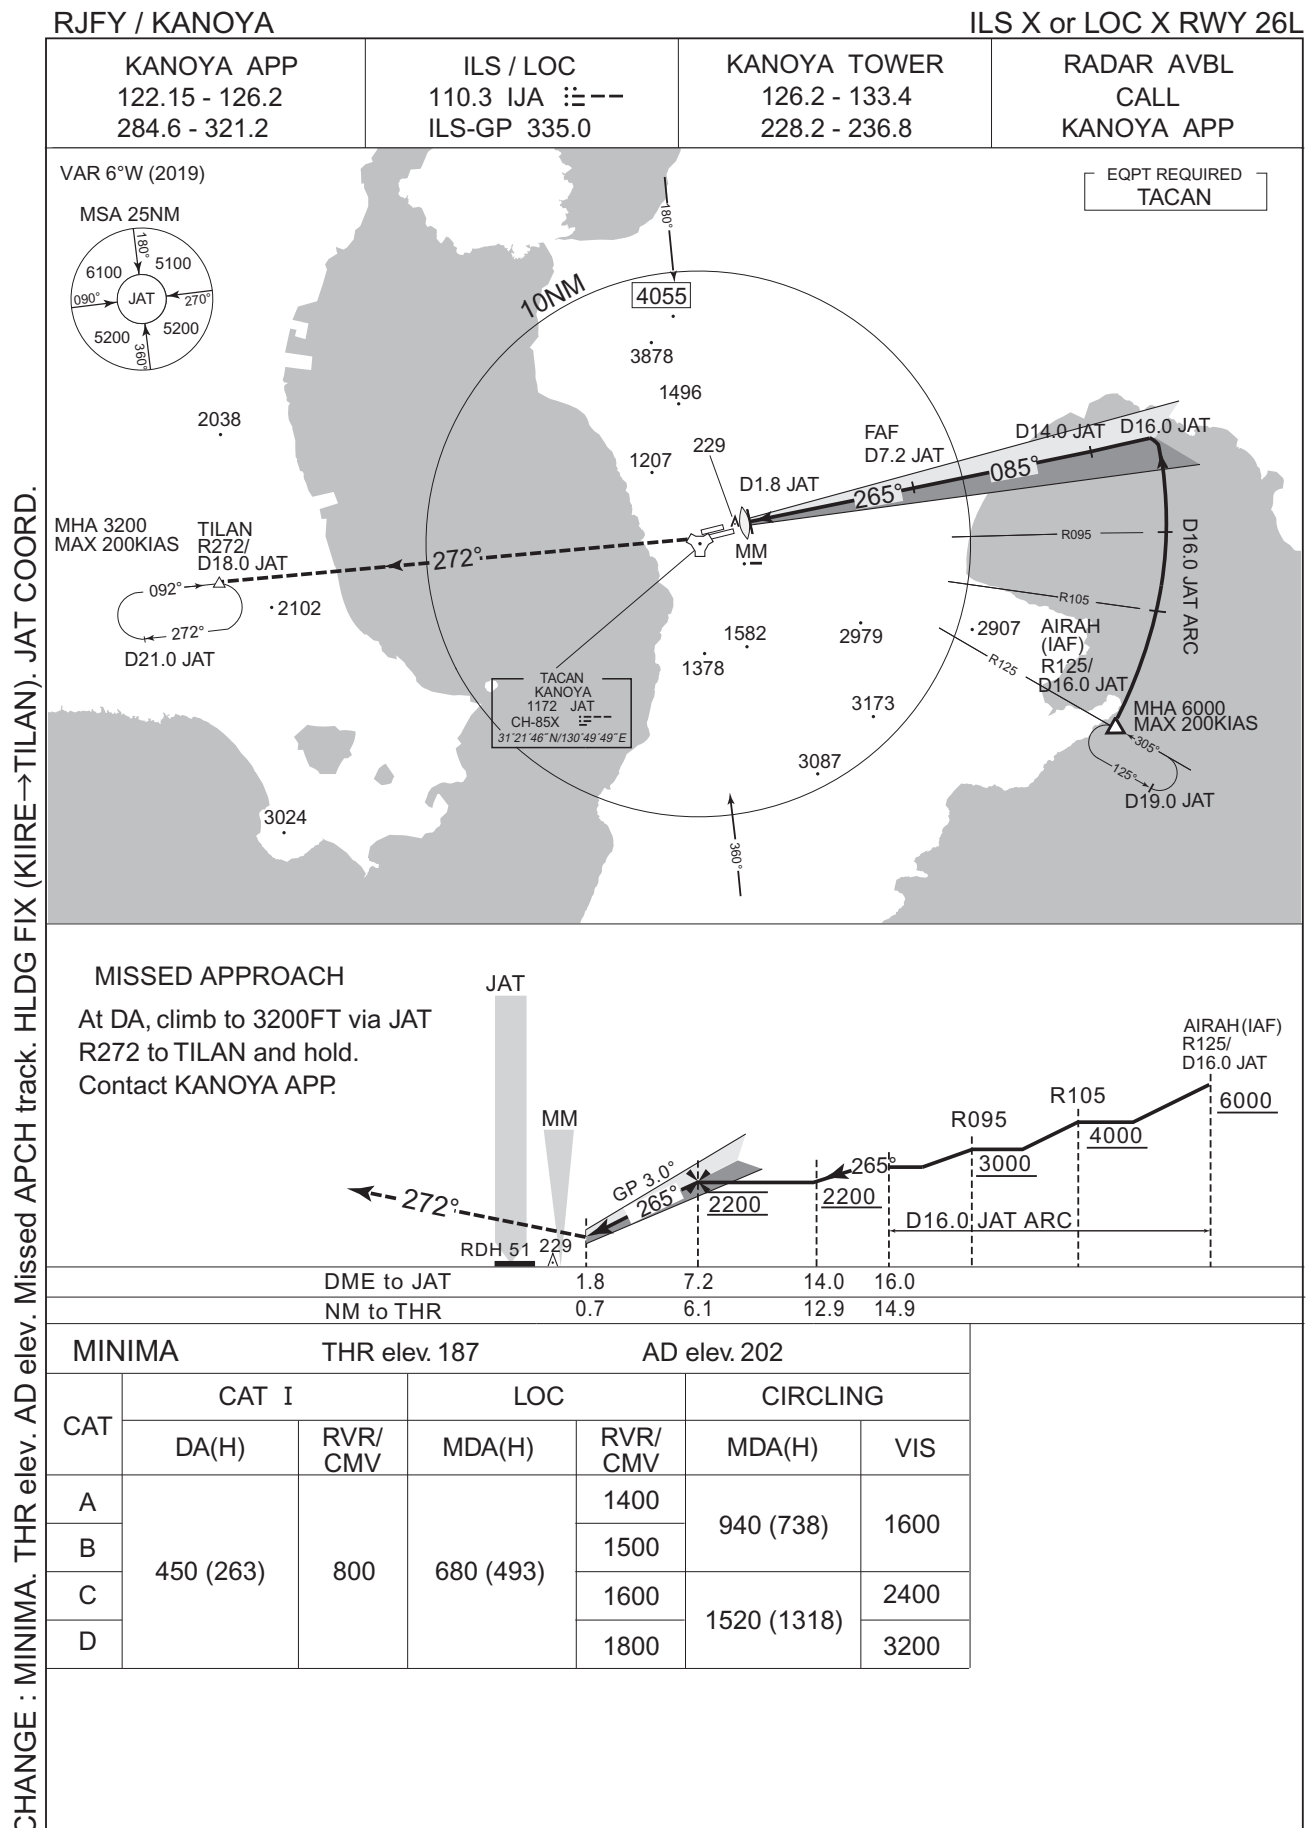 RJFY / KANOYA
ILS X or LOC X RWY 26L
KANOYA APP
122.15 - 126.2
284.6 - 321.2
ILS / LOC
110.3 IJA
ILS-GP 335.0
KANOYA TOWER
126.2 - 133.4
228.2 - 236.8
RADAR AVBL
CALL
KANOYA APP
VAR 6°W (2019)
EQPT REQUIRED
TACAN
MSA 25NM
180°
6100
5100
090°
JAT
270°
5200
5200
360°
180°
10NM
4055
3878
1496
2038
229
1207
FAF
D7.2 JAT
D14.0 JAT
D16.0 JAT
D1.8 JAT
265°
085°
MHA 3200
MAX 200KIAS
TILAN
R272/
D18.0 JAT
092°
272°
D21.0 JAT
2102
272°
MM
R095
D16.0 JAT ARC
R105
1582
1378
2979
2907
AIRAH
(IAF)
R125/
D16.0 JAT
R125
TACAN
KANOYA
1172 JAT
CH-85X
31°21´46˝N/130°49´49˝E
3173
3087
MHA 6000
MAX 200KIAS
305°
125°
D19.0 JAT
3024
360°
MISSED APPROACH
At DA, climb to 3200FT via JAT
R272 to TILAN and hold.
Contact KANOYA APP.
JAT
MM
AIRAH(IAF)
R125/
D16.0 JAT
R105
6000
R095
4000
3000
265°
GP 3.0°
265°
2200
2200
272°
D16.0 JAT ARC
RDH 51
229
DME to JAT 1.8 7.2 14.0 16.0
NM to THR 0.7 6.1 12.9 14.9
MINIMA THR elev. 187 AD elev. 202
CAT CAT I LOC CIRCLING
DA(H) RVR/CMV MDA(H) RVR/CMV MDA(H) VIS
A 1400
940 (738) 1600
B 1500
450 (263) 800 680 (493)
C 1600 2400
1520 (1318)
D 1800 3200
CHANGE : MINIMA. THR elev. AD elev. Missed APCH track. HLDG FIX (KIIRE→TILAN). JAT COORD.